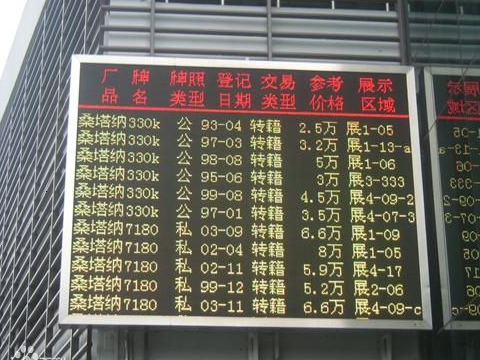 厂 牌 牌照 登记 交易 参考 展示
品 名 类型 日期 类型 价格 区域
桑塔纳330k 公 93-04 转籍 2.5万 展1-05
桑塔纳330k 公 97-03 转籍 3.2万 展1-13-a
桑塔纳330k 公 98-08 转籍 5万 展1-06
桑塔纳330k 公 95-06 转籍 3万 展3-333
桑塔纳330k 公 99-08 转籍 4.5万 展4-09-2
桑塔纳330k 公 97-01 转籍 3.5万 展4-07-3
桑塔纳7180 私 03-09 转籍 6.6万 展1-09
桑塔纳7180 私 02-04 转籍 8万 展5-08
桑塔纳7180 私 02-11 转籍 5.9万 展4-17
桑塔纳7180 私 99-12 转籍 5.2万 展2-06
桑塔纳7180 私 03-11 转籍 6.6万 展4-09-c